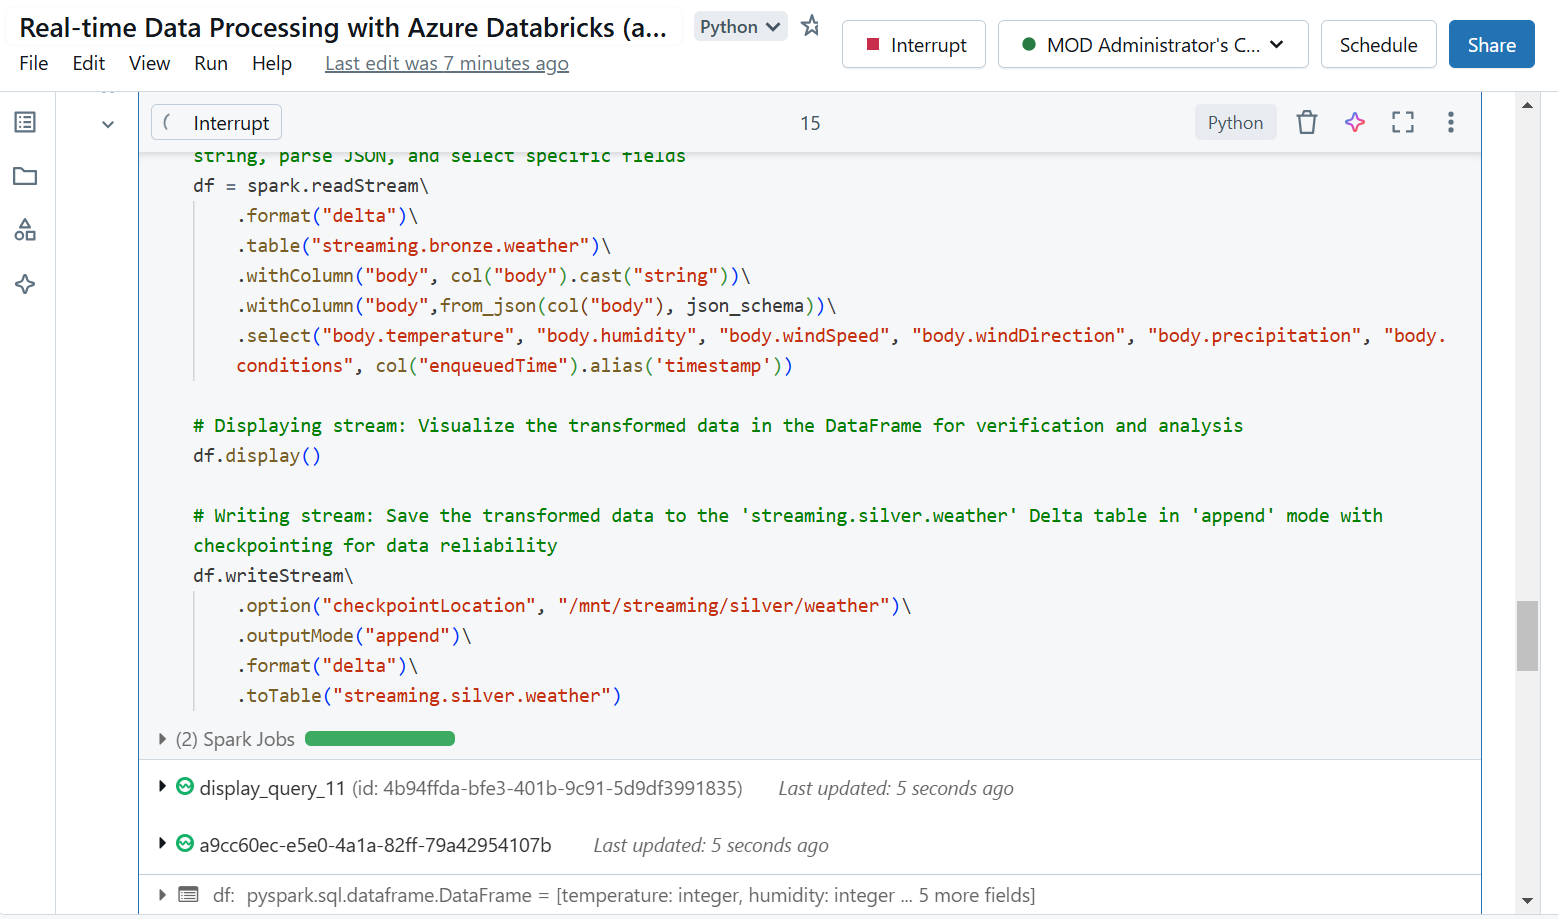 Real-time Data Processing with Azure Databricks (a... Python
Interrupt MOD Administrator's C... Schedule Share
File Edit View Run Help Last edit was 7 minutes ago
Interrupt 15 Python
string, parse JSON, and select specific fields
df = spark.readStream\
.format("delta")\
.table("streaming.bronze.weather")\
.withColumn("body", col("body").cast("string"))\
.withColumn("body",from_json(col("body"), json_schema))\
.select("body.temperature", "body.humidity", "body.windSpeed", "body.windDirection", "body.precipitation", "body.
conditions", col("enqueuedTime").alias('timestamp'))
# Displaying stream: Visualize the transformed data in the DataFrame for verification and analysis
df.display()
# Writing stream: Save the transformed data to the 'streaming.silver.weather' Delta table in 'append' mode with
checkpointing for data reliability
df.writeStream\
.option("checkpointLocation", "/mnt/streaming/silver/weather")\
.outputMode("append")\
.format("delta")\
.toTable("streaming.silver.weather")
(2) Spark Jobs
display_query_11 (id: 4b94ffda-bfe3-401b-9c91-5d9df3991835) Last updated: 5 seconds ago
a9cc60ec-e5e0-4a1a-82ff-79a42954107b Last updated: 5 seconds ago
df: pyspark.sql.dataframe.DataFrame = [temperature: integer, humidity: integer ... 5 more fields]